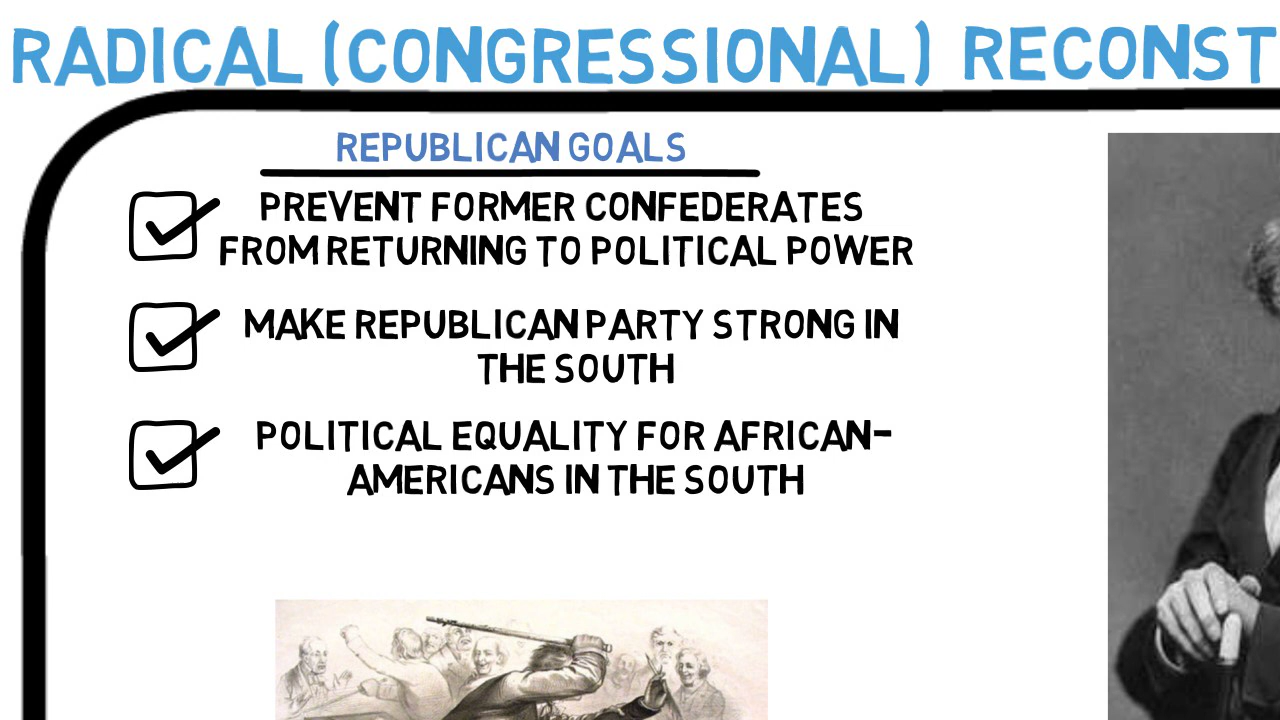 RADICAL (CONGRESSIONAL) RECONST
REPUBLICAN GOALS
PREVENT FORMER CONFEDERATES
FROM RETURNING TO POLITICAL POWER
MAKE REPUBLICAN PARTY STRONG IN
THE SOUTH
POLITICAL EQUALITY FOR AFRICAN-
AMERICANS IN THE SOUTH